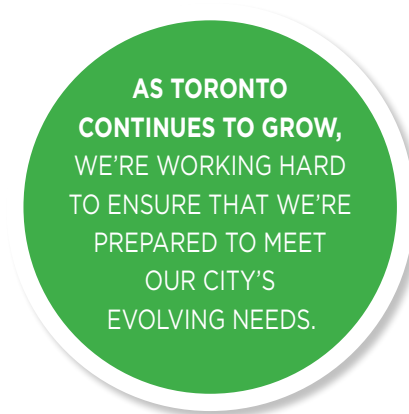 AS TORONTO
CONTINUES TO GROW,
WE’RE WORKING HARD
TO ENSURE THAT WE’RE
PREPARED TO MEET
OUR CITY’S
EVOLVING NEEDS.